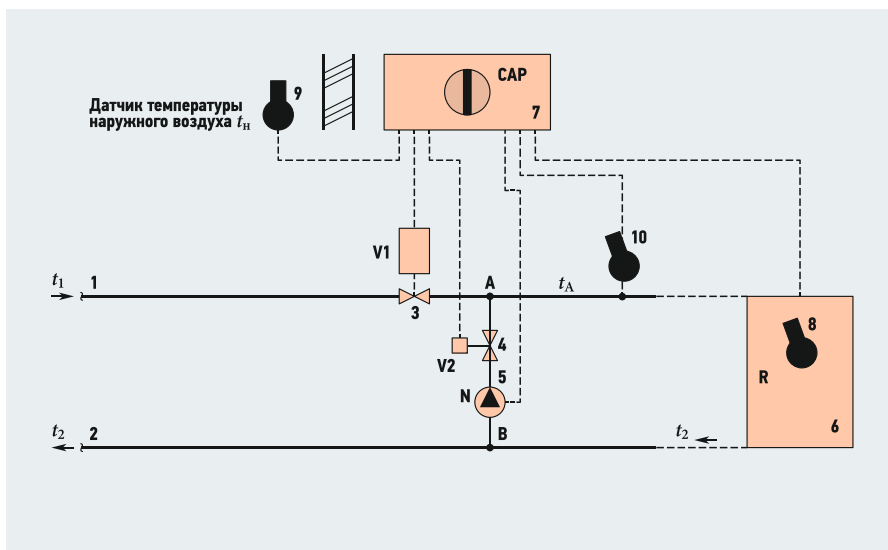 САР
9
Датчик температуры
наружного воздуха tн
7
10
V1
t1
1
A
tA
3
8
4
V2
5
R
N
6
t2
2
B
t2